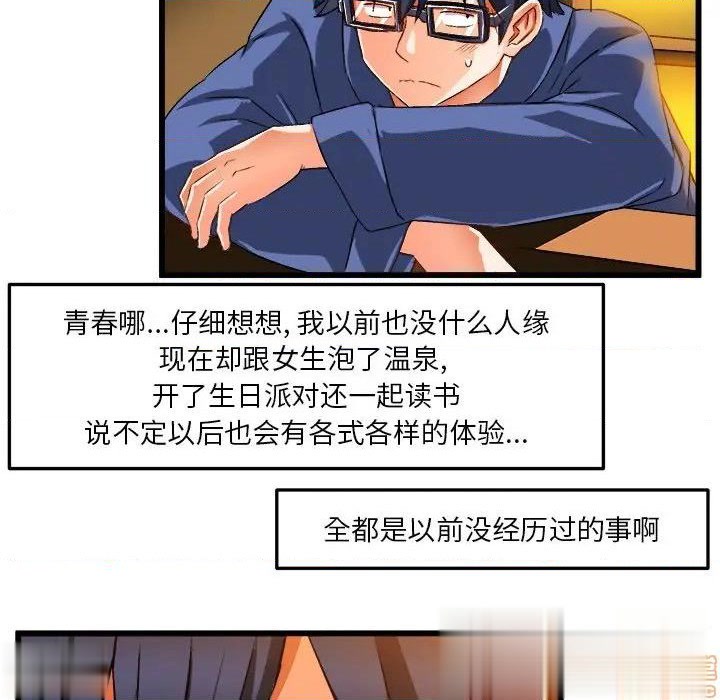 青春哪...仔细想想, 我以前也没什么人缘
现在却跟女生泡了温泉,
开了生日派对还一起读书
说不定以后也会有各式各样的体验...
全都是以前没经历过的事啊